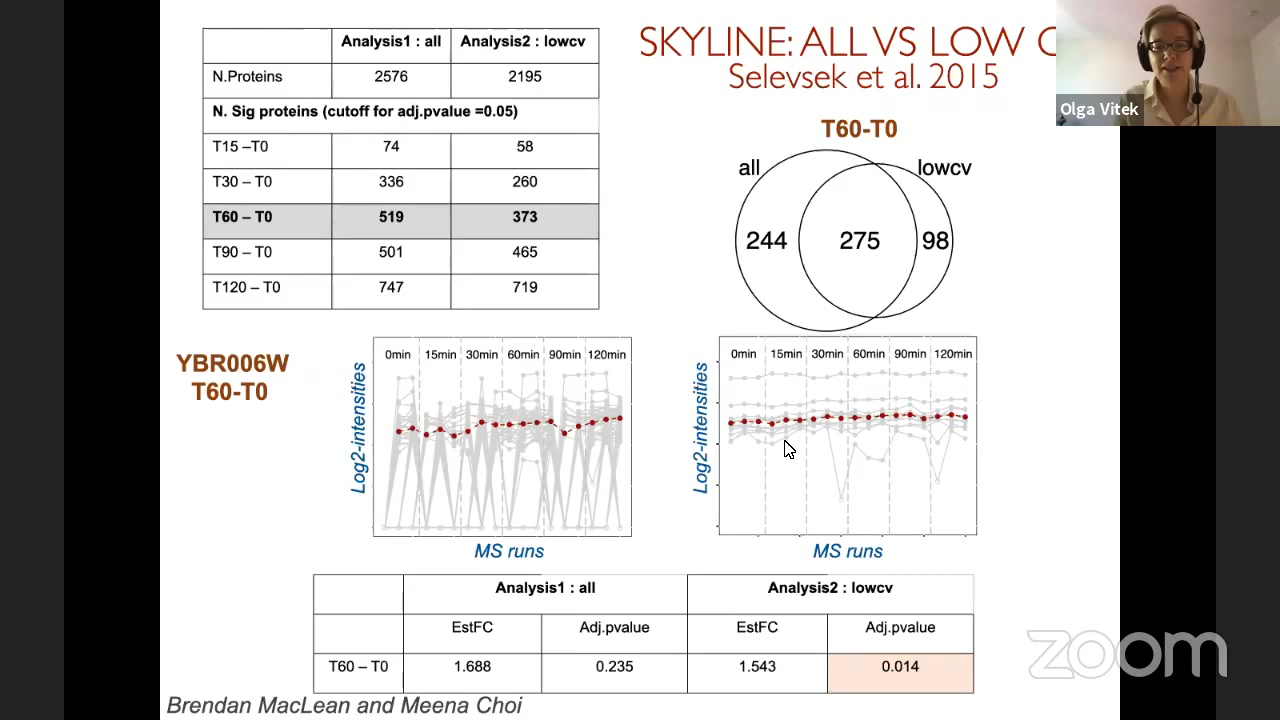 SKYLINE: ALL VS LOW C
Selevsek et al. 2015
Olga Vitek
Analysis1 : all Analysis2 : lowcv
N.Proteins 2576 2195
N. Sig proteins (cutoff for adj.pvalue =0.05)
T15 –T0 74 58
T30 – T0 336 260
T60 – T0 519 373
T90 – T0 501 465
T120 – T0 747 719
T60-T0
all lowcv
244 275 98
YBR006W
T60-T0
Log2-intensities
0min 15min 30min 60min 90min 120min
MS runs
Log2-intensities
0min 15min 30min 60min 90min 120min
MS runs
Analysis1 : all Analysis2 : lowcv
EstFC Adj.pvalue EstFC Adj.pvalue
T60 – T0 1.688 0.235 1.543 0.014
zoom
Brendan MacLean and Meena Choi